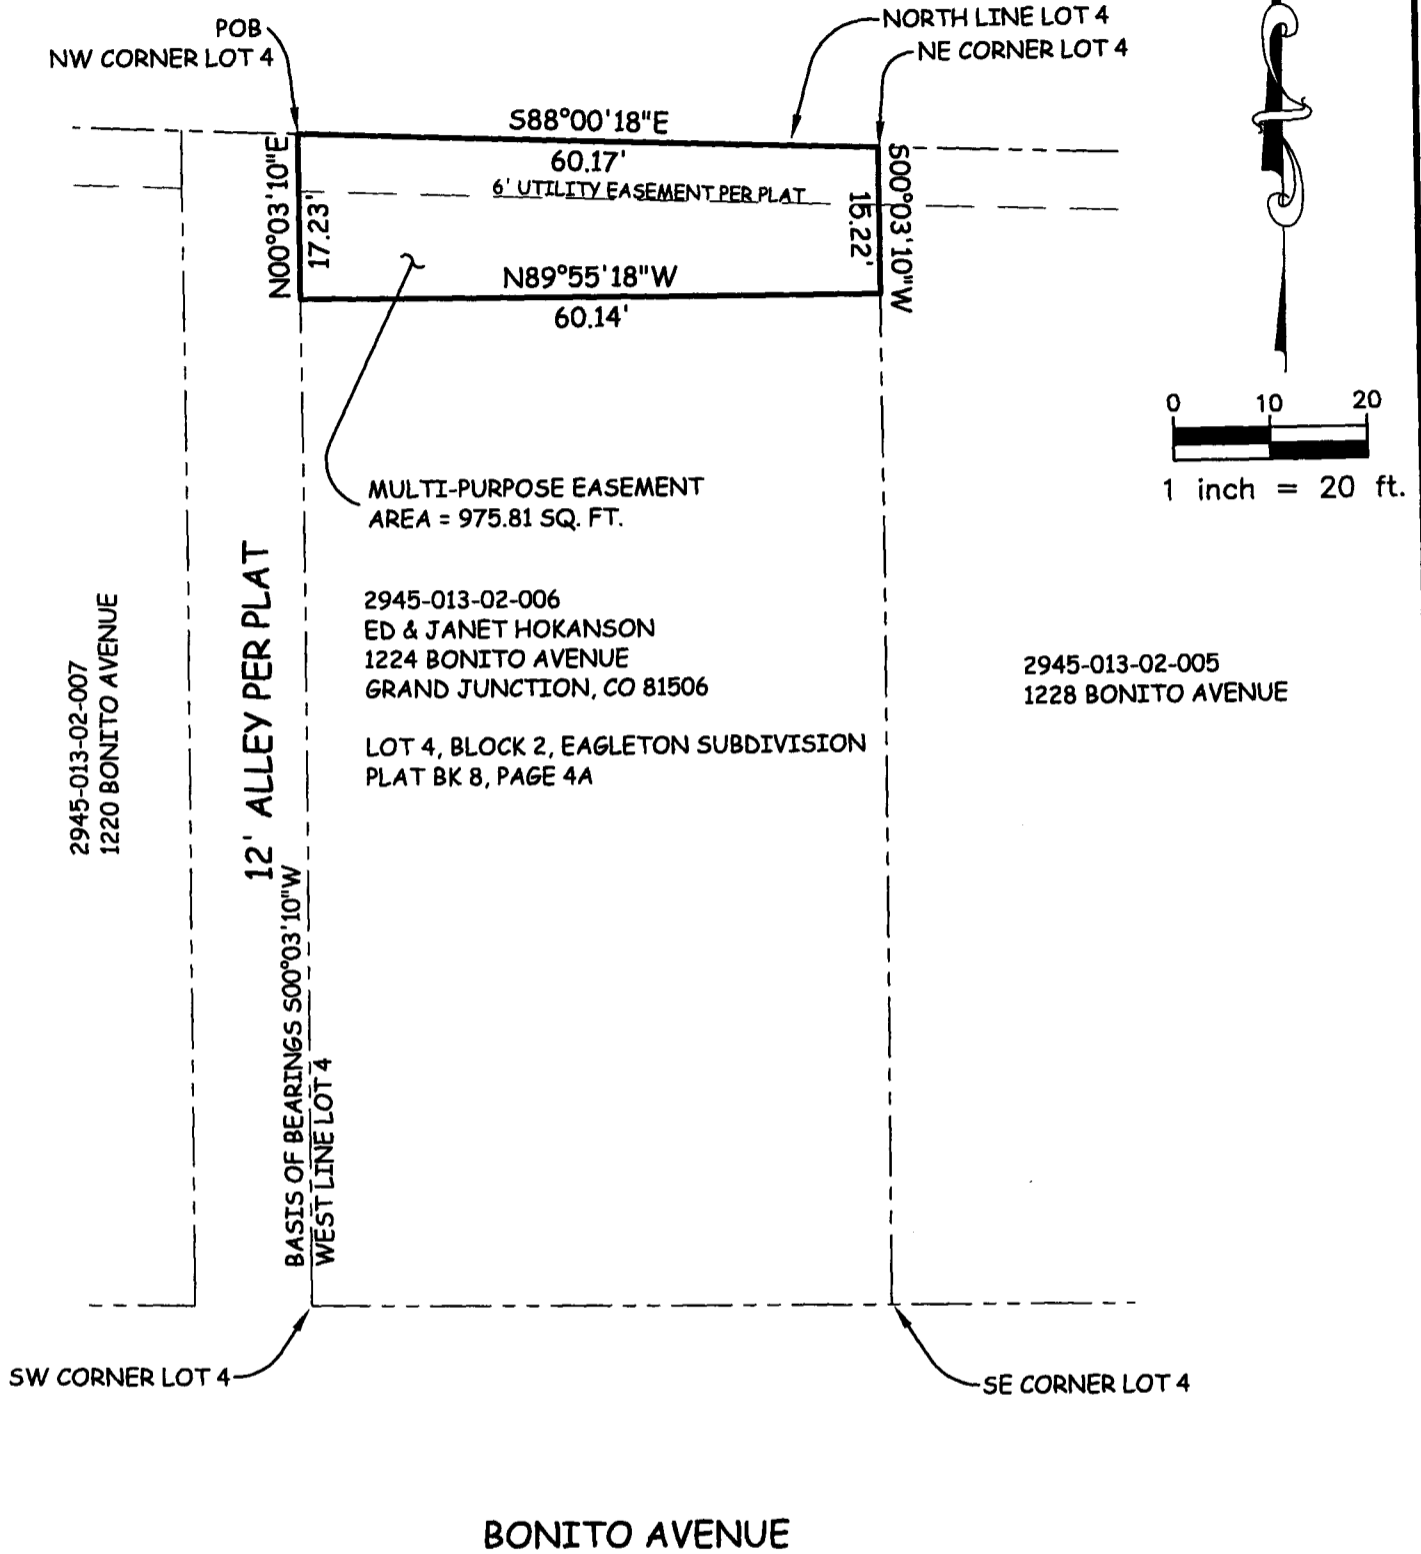 POB
NW CORNER LOT 4
NORTH LINE LOT 4
NE CORNER LOT 4
S88°00'18"E
60.17'
6' UTILITY EASEMENT PER PLAT
N00°03'10"E
17.23'
15.22'
S00°03'10"W
N89°55'18"W
60.14'
0 10 20
1 inch = 20 ft.
MULTI-PURPOSE EASEMENT
AREA = 975.81 SQ. FT.
2945-013-02-006
ED & JANET HOKANSON
1224 BONITO AVENUE
GRAND JUNCTION, CO 81506
LOT 4, BLOCK 2, EAGLETON SUBDIVISION
PLAT BK 8, PAGE 4A
12' ALLEY PER PLAT
2945-013-02-007
1220 BONITO AVENUE
2945-013-02-005
1228 BONITO AVENUE
BASIS OF BEARINGS S00°03'10"W
WEST LINE LOT 4
SW CORNER LOT 4
SE CORNER LOT 4
BONITO AVENUE